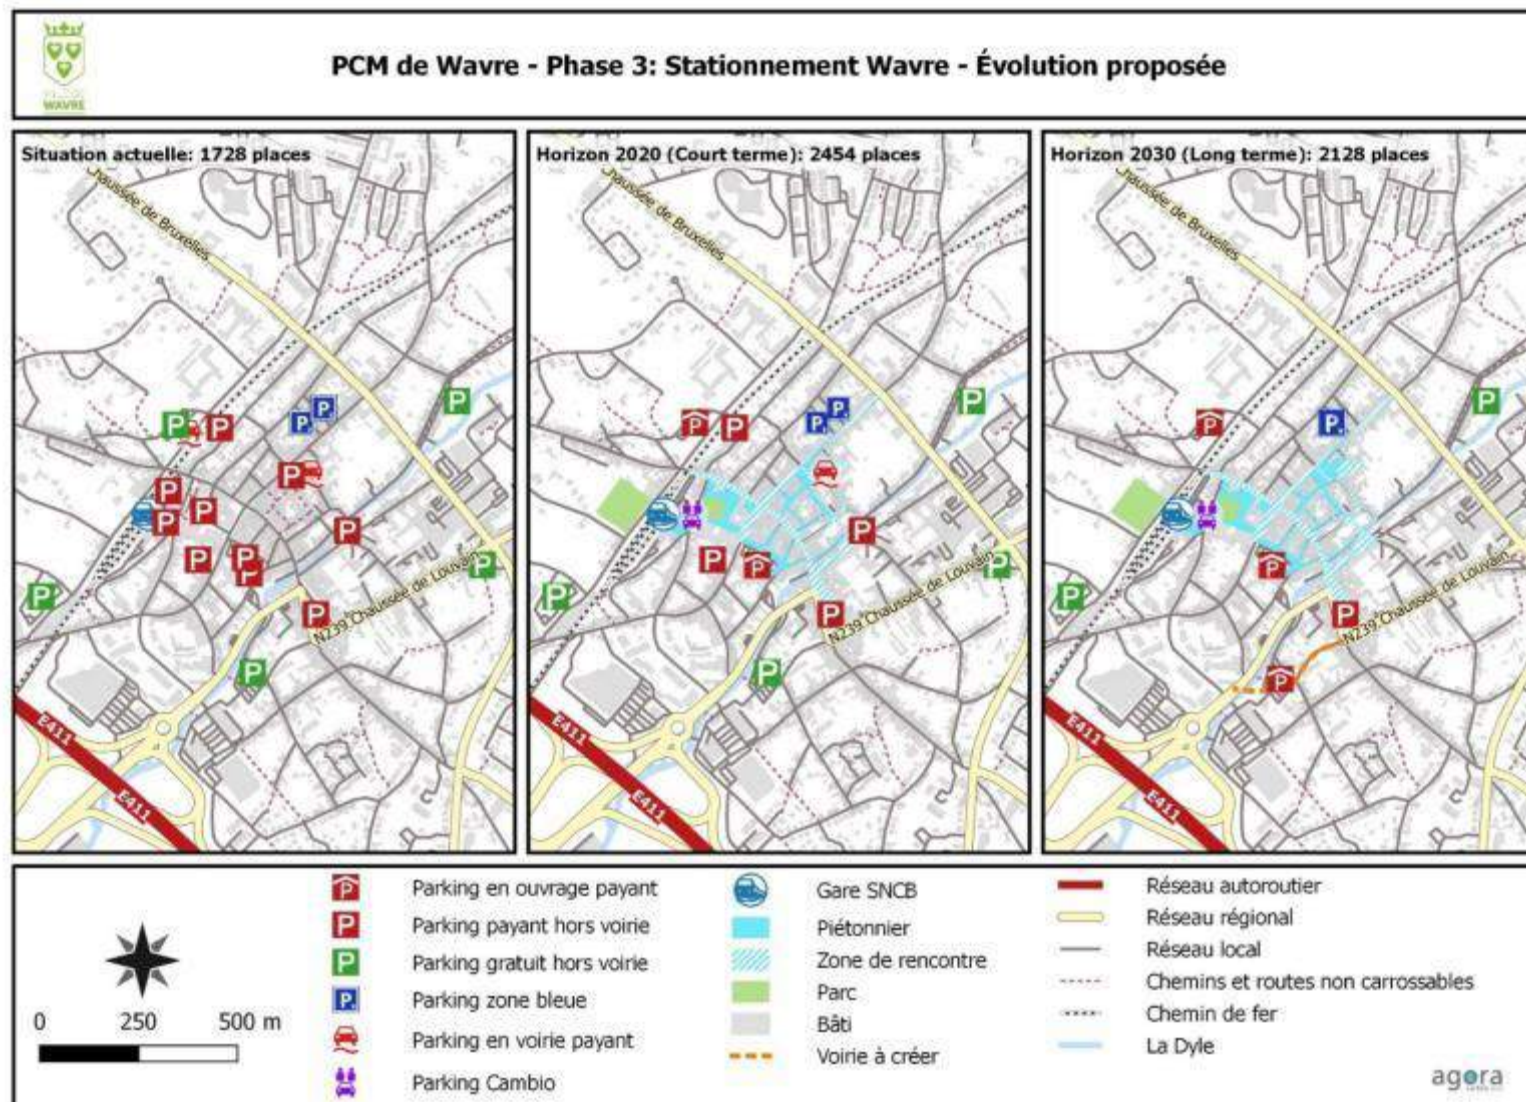 WAVRE
PCM de Wavre - Phase 3: Stationnement Wavre - Évolution proposée
Situation actuelle: 1728 places
Chaussée de Bruxelles
N239 Chaussée de Louvain
E411
E411
Horizon 2020 (Court terme): 2454 places
Chaussée de Bruxelles
N239 Chaussée de Louvain
E411
E411
Horizon 2030 (Long terme): 2128 places
Chaussée de Bruxelles
N239 Chaussée de Louvain
E411
E411
0 250 500 m
P Parking en ouvrage payant
P Parking payant hors voirie
P Parking gratuit hors voirie
P Parking zone bleue
Parking en voirie payant
Parking Cambio
Gare SNCB
Piétonnier
Zone de rencontre
Parc
Bâti
Voirie à créer
Réseau autoroutier
Réseau régional
Réseau local
Chemins et routes non carrossables
Chemin de fer
La Dyle
agora